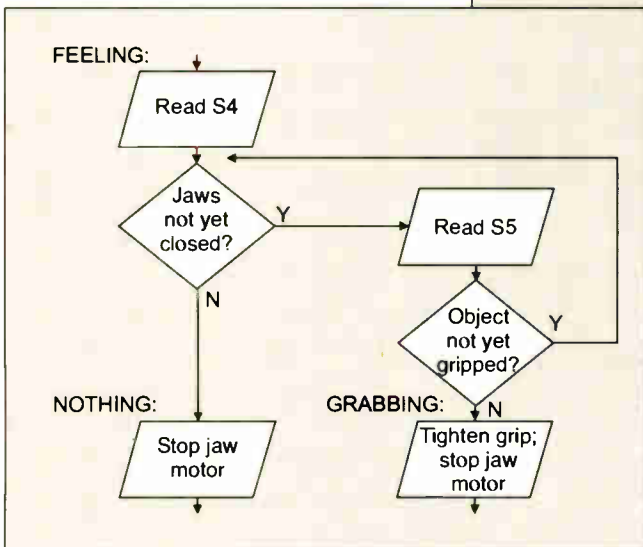 FEELING:
Read S4
Jaws
not yet
closed?
Y
Read S5
N
Object
not yet
gripped?
Y
NOTHING:
GRABBING:
N
Stop jaw
motor
Tighten grip;
stop jaw
motor